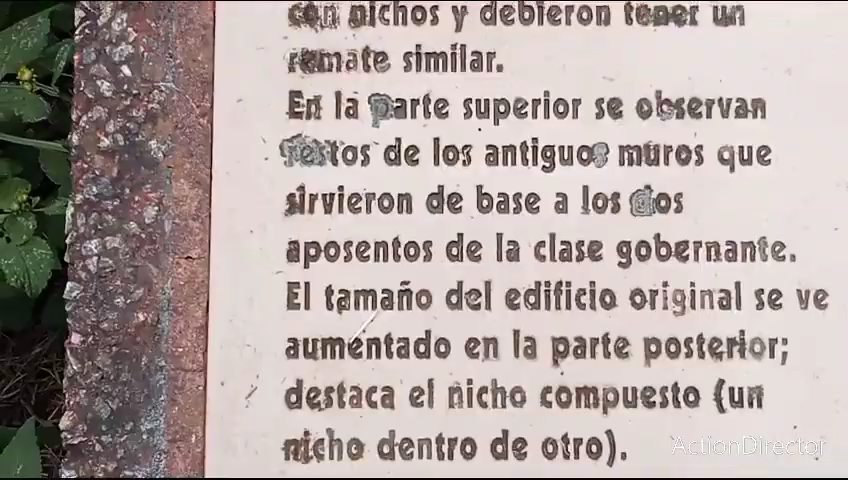 con nichos y debieron tener un
remate similar.
En la parte superior se observan
restos de los antiguos muros que
sirvieron de base a los dos
aposentos de la clase gobernante.
El tamaño del edificio original se ve
aumentado en la parte posterior;
destaca el nicho compuesto (un
nicho dentro de otro).
ActionDirector